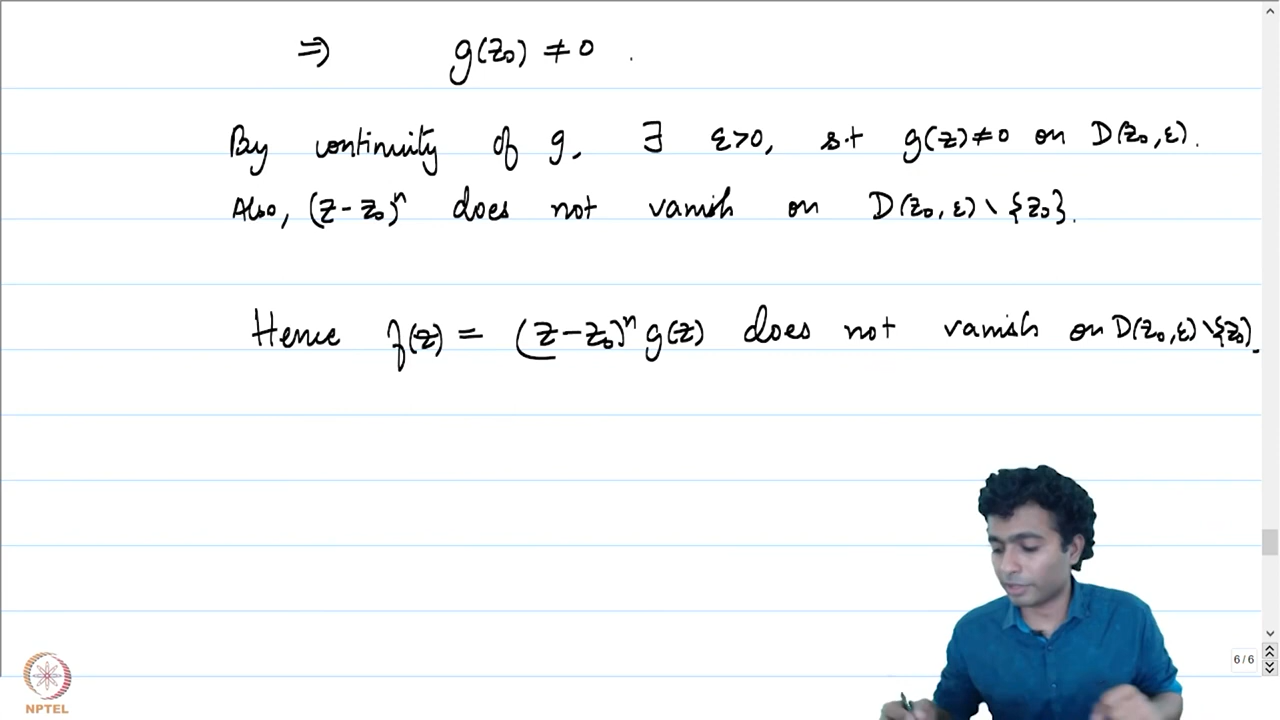 ⇒ g(z₀) ≠ 0 .
By continuity of g, ∃ ε>0, s.t g(z)≠0 on D(z₀,ε).
Also, (z-z₀)ⁿ does not vanish on D(z₀,ε)\{z₀}.
Hence f(z) = (z-z₀)ⁿ g(z) does not vanish on D(z₀,ε)\{z₀}.
6/6
NPTEL